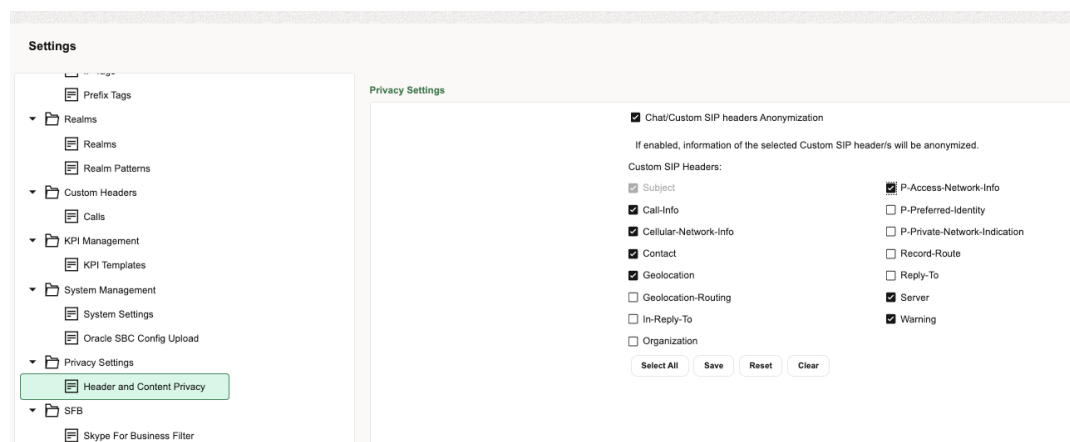 Settings
Prefix Tags
Realms
Realms
Realm Patterns
Custom Headers
Calls
KPI Management
KPI Templates
System Management
System Settings
Oracle SBC Config Upload
Privacy Settings
Header and Content Privacy
SFB
Skype For Business Filter
Privacy Settings
Chat/Custom SIP headers Anonymization
If enabled, information of the selected Custom SIP header/s will be anonymized.
Custom SIP Headers:
Subject
P-Access-Network-Info
Call-Info
P-Preferred-Identity
Cellular-Network-Info
P-Private-Network-Indication
Contact
Record-Route
Geolocation
Reply-To
Geolocation-Routing
Server
In-Reply-To
Warning
Organization
Select All Save Reset Clear